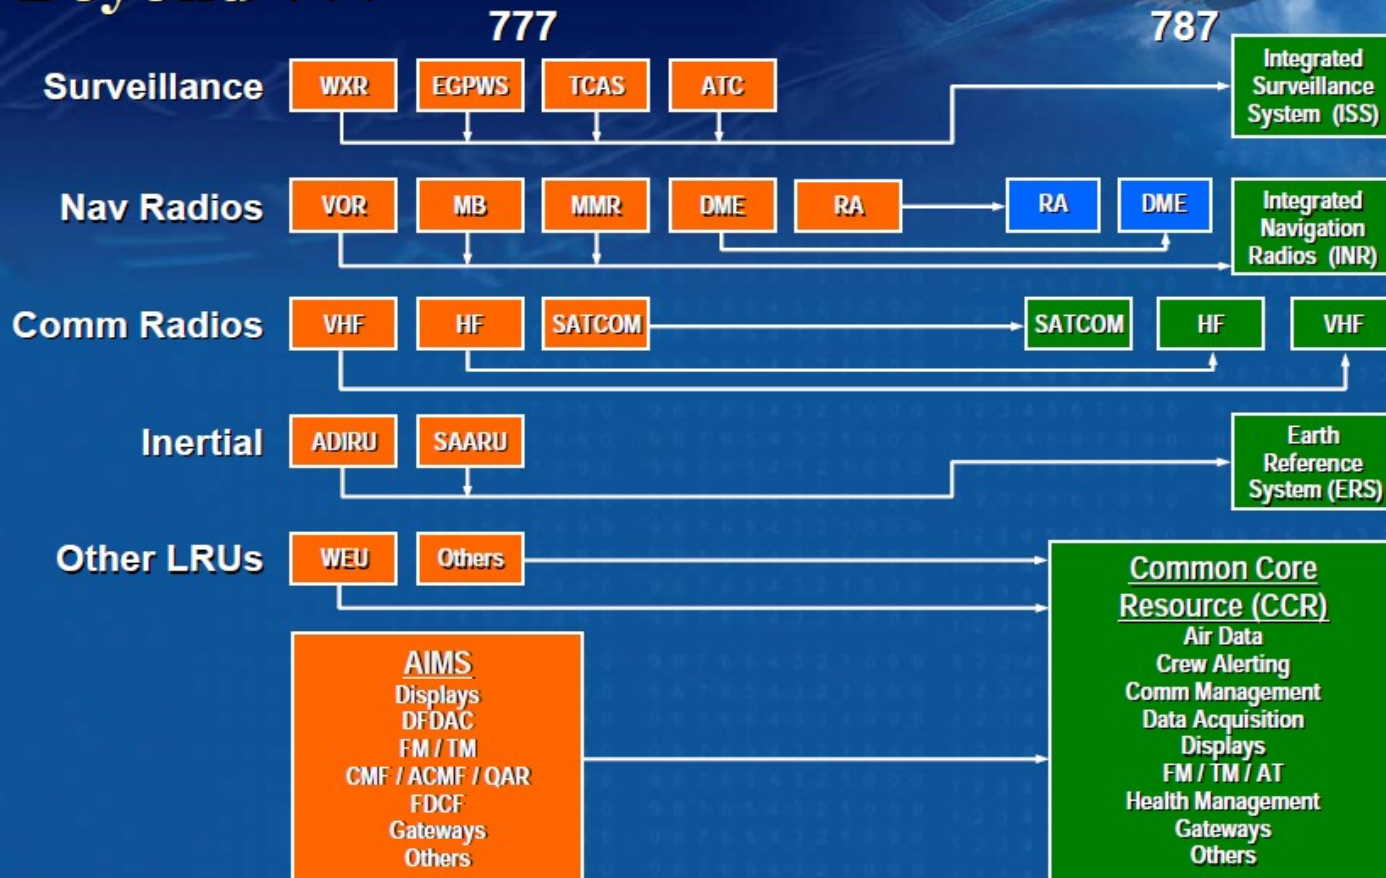 Beyond 777
777
787
Surveillance
WXR
EGPWS
TCAS
ATC
Integrated
Surveillance
System (ISS)
Nav Radios
VOR
MB
MMR
DME
RA
RA
DME
Integrated
Navigation
Radios (INR)
Comm Radios
VHF
HF
SATCOM
SATCOM
HF
VHF
Inertial
ADIRU
SAARU
Earth
Reference
System (ERS)
Other LRUs
WEU
Others
AIMS
Displays
DFDAC
FM / TM
CMF / ACMF / QAR
FDCF
Gateways
Others
Common Core
Resource (CCR)
Air Data
Crew Alerting
Comm Management
Data Acquisition
Displays
FM / TM / AT
Health Management
Gateways
Others